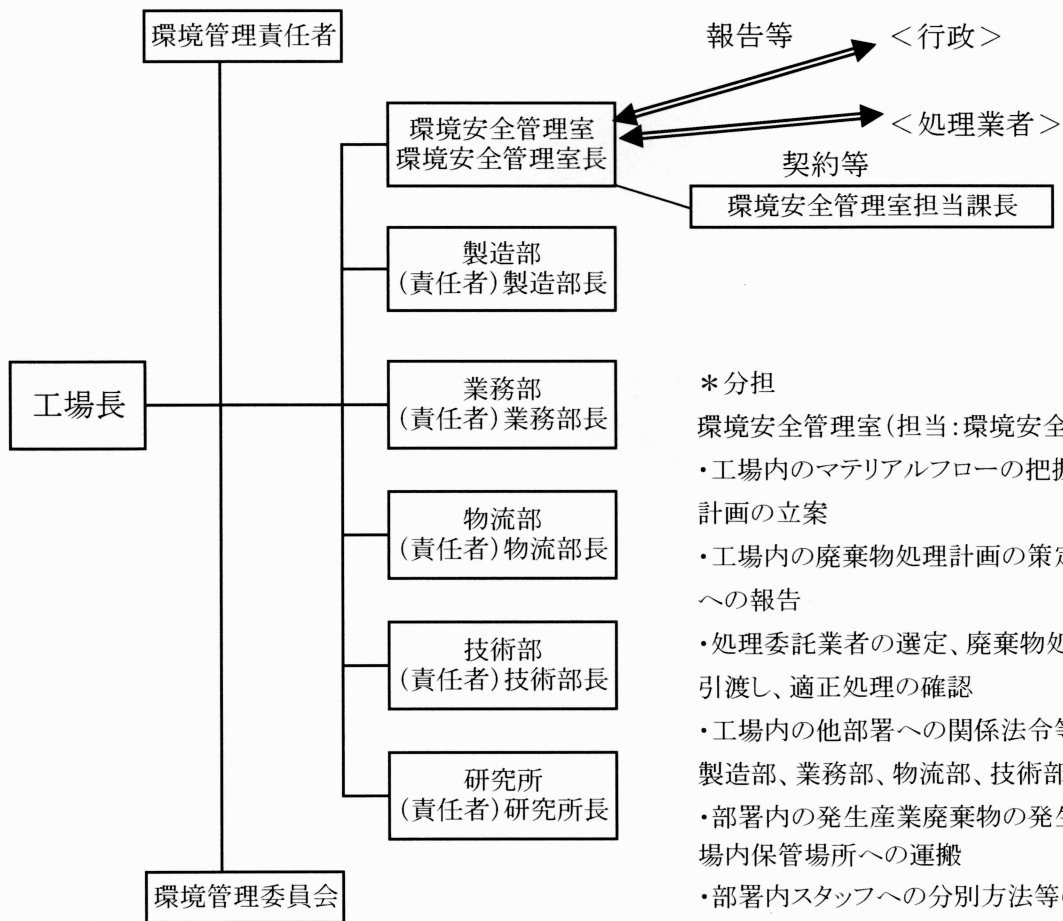 環境管理責任者
報告等
<行政>
環境安全管理室
環境安全管理室長
<処理業者>
契約等
環境安全管理室担当課長
製造部
(責任者)製造部長
工場長
業務部
(責任者)業務部長
物流部
(責任者)物流部長
技術部
(責任者)技術部長
研究所
(責任者)研究所長
環境管理委員会
*分担
環境安全管理室(担当:環境安全
・工場内のマテリアルフローの把握
計画の立案
・工場内の廃棄物処理計画の策定
への報告
・処理委託業者の選定、廃棄物処
引渡し、適正処理の確認
・工場内の他部署への関係法令等
製造部、業務部、物流部、技術部
・部署内の発生産業廃棄物の発生
場内保管場所への運搬
・部署内スタッフへの分別方法等